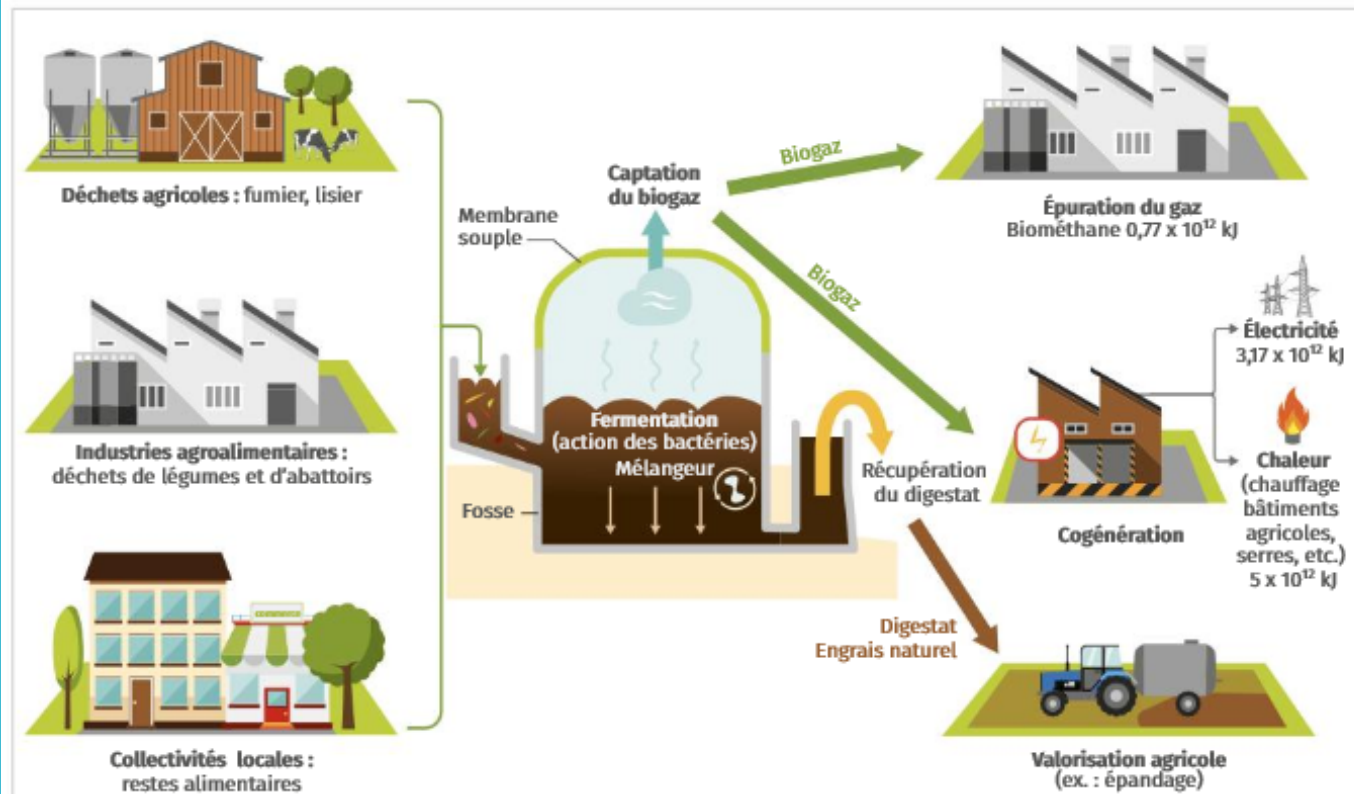 Déchets agricoles : fumier, lisier
Industries agroalimentaires :
déchets de légumes et d'abattoirs
Collectivités locales :
restes alimentaires
Membrane
souple
Captation
du biogaz
Fermentation
(action des bactéries)
Mélangeur
Fosse
Récupération
du digestat
Biogaz
Biogaz
Digestat
Engrais naturel
Épuration du gaz
Biométhane 0,77 x 10¹² kJ
Cogénération
Électricité
3,17 x 10¹² kJ
Chaleur
(chauffage
bâtiments
agricoles,
serres, etc.)
5 x 10¹² kJ
Valorisation agricole
(ex. : épandage)